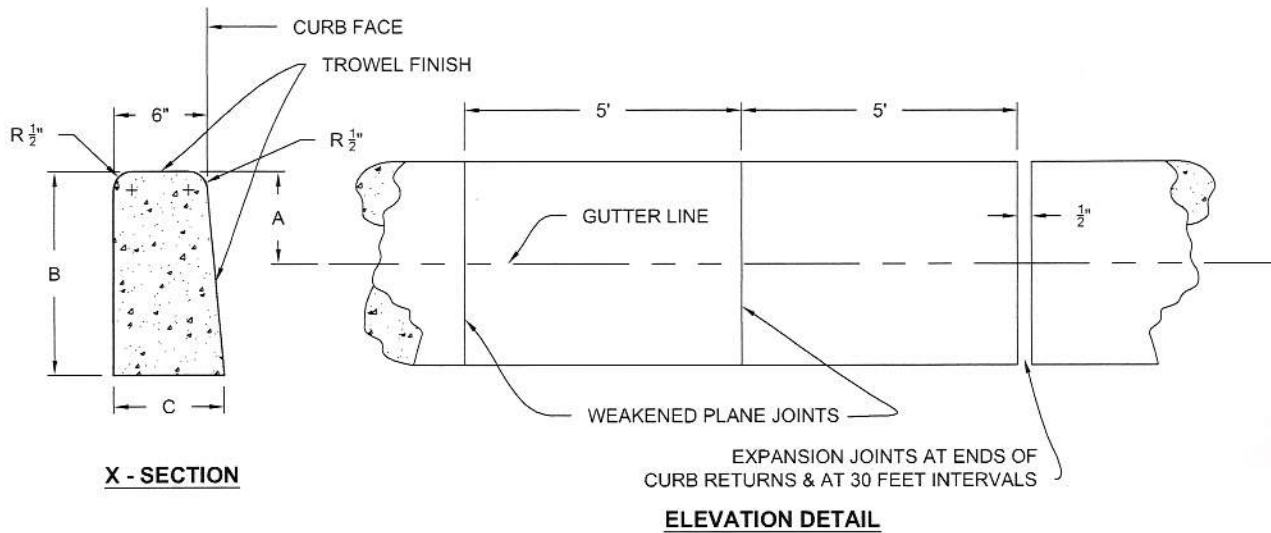 CURB FACE
TROWEL FINISH
6"
R 1/2"
R 1/2"
A
B
C
X - SECTION
5'
5'
GUTTER LINE
1/2"
WEAKENED PLANE JOINTS
EXPANSION JOINTS AT ENDS OF
CURB RETURNS & AT 30 FEET INTERVALS
ELEVATION DETAIL